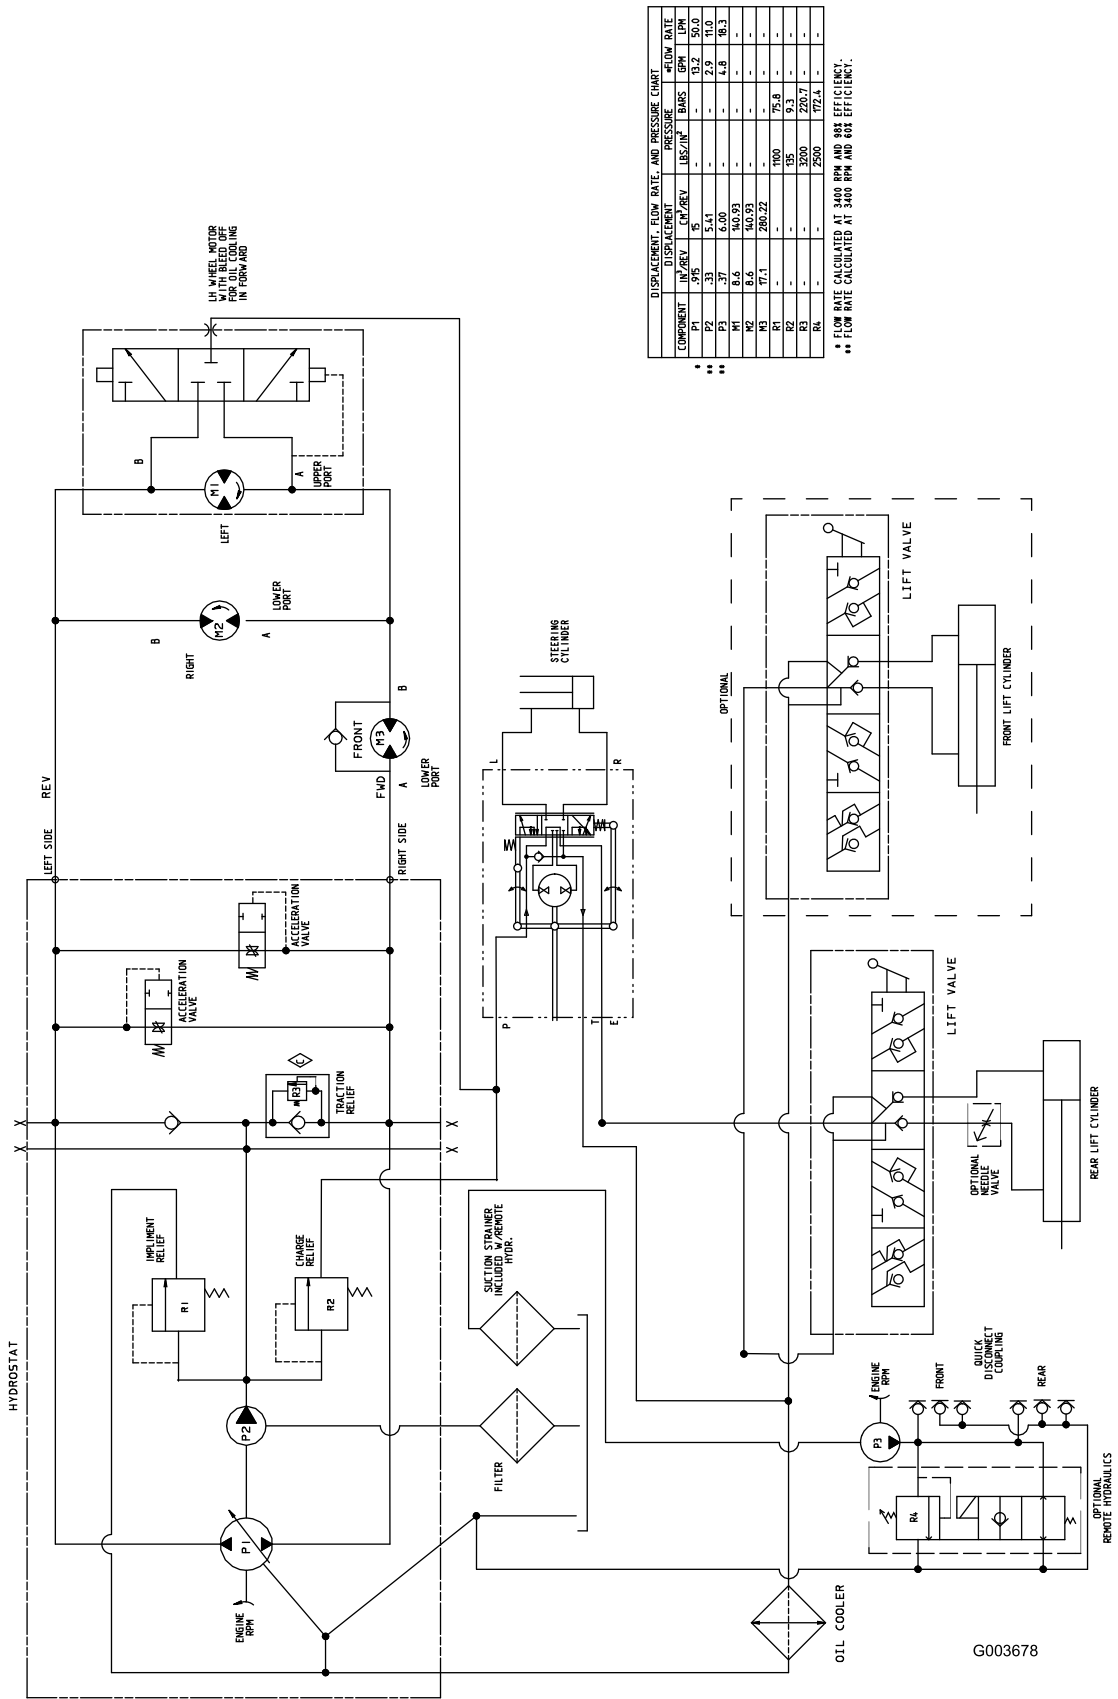 HYDROSTAT
LEFT SIDE
REV
RIGHT SIDE
FWD
ENGINE
RPM
P1
P2
IMPLIMENT
RELIEF
R1
CHARGE
RELIEF
R2
X
X
X
X
R3
C
TRACTION
RELIEF
ACCELERATION
VALVE
ACCELERATION
VALVE
FRONT
M3
A
B
LOWER
PORT
RIGHT
M2
B
A
LOWER
PORT
LEFT
M1
B
A
UPPER
PORT
LH WHEEL MOTOR
WITH BLEED OFF
FOR OIL COOLING
IN FORWARD
FILTER
SUCTION STRAINER
INCLUDED W/REMOTE
HYDR.
P
T
E
L
R
STEERING
CYLINDER
DISPLACEMENT, FLOW RATE, AND PRESSURE CHART
DISPLACEMENT PRESSURE *FLOW RATE
COMPONENT IN³/REV CM³/REV LBS/IN² BARS GPM LPM
* P1 .915 15 - - 13.2 50.0
** P2 .33 5.41 - - 2.9 11.0
** P3 .37 6.00 - - 4.8 18.3
M1 8.6 140.93 - - - -
M2 8.6 140.93 - - - -
M3 17.1 280.22 - - - -
R1 - - 1100 75.8 - -
R2 - - 135 9.3 - -
R3 - - 3200 220.7 - -
R4 - - 2500 172.4 - -
* FLOW RATE CALCULATED AT 3400 RPM AND 98% EFFICIENCY.
** FLOW RATE CALCULATED AT 3400 RPM AND 60% EFFICIENCY.
OPTIONAL
LIFT VALVE
FRONT LIFT CYLINDER
LIFT VALVE
OPTIONAL
NEEDLE
VALVE
REAR LIFT CYLINDER
OIL COOLER
P3
ENGINE
RPM
FRONT
QUICK
DISCONNECT
COUPLING
REAR
R4
OPTIONAL
REMOTE HYDRAULICS
G003678